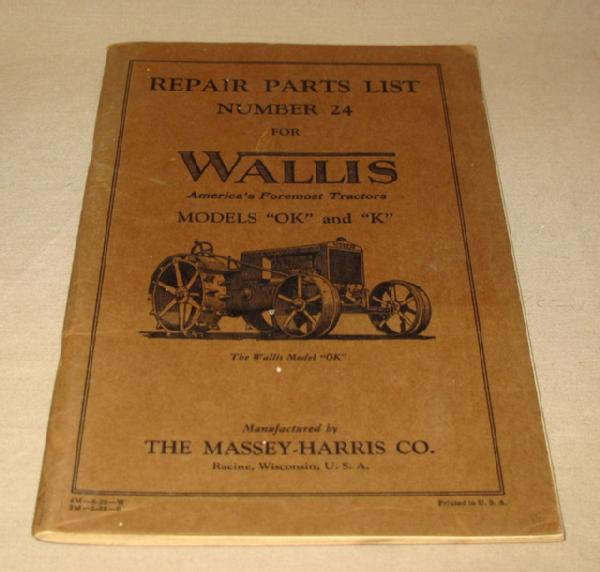 REPAIR PARTS LIST
NUMBER 24
FOR
WALLIS
America's Foremost Tractors
MODELS "OK" and "K"
The Wallis Model "OK"
Manufactured by
THE MASSEY-HARRIS CO.
Racine, Wisconsin, U. S. A.
Printed in U. S. A.